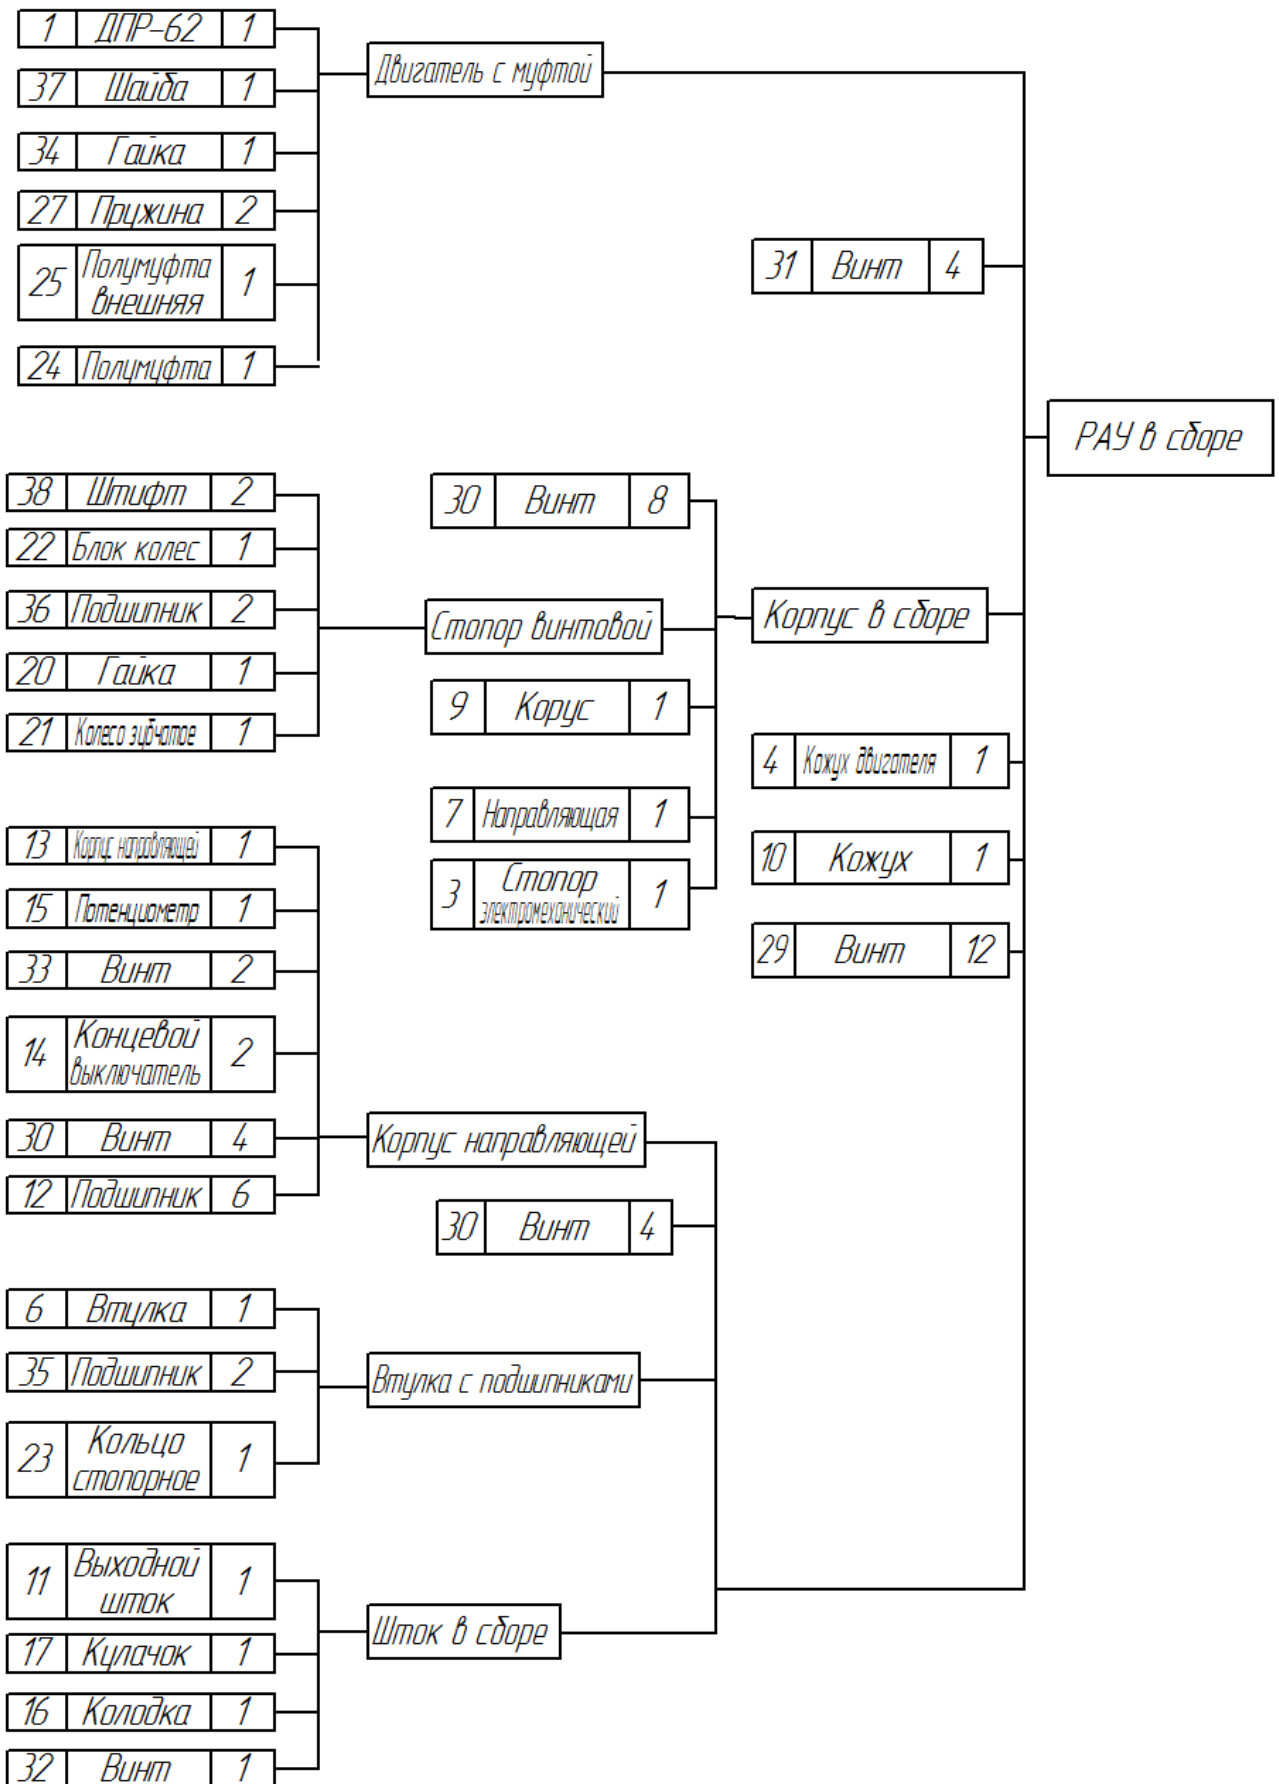 1 ДПР-62 1
37 Шайба 1
34 Гайка 1
27 Пружина 2
25 Полумуфта внешняя 1
24 Полумуфта 1
Двигатель с муфтой
31 Винт 4
РАУ в сборе
38 Штифт 2
22 Блок колес 1
36 Подшипник 2
20 Гайка 1
21 Колесо зубчатое 1
Стопор винтовой
30 Винт 8
9 Корус 1
7 Направляющая 1
3 Стопор электромеханический 1
Корпус в сборе
4 Кожух двигателя 1
10 Кожух 1
29 Винт 12
13 Корпус направляющей 1
15 Потенциометр 1
33 Винт 2
14 Концевой выключатель 2
30 Винт 4
12 Подшипник 6
Корпус направляющей
30 Винт 4
6 Втулка 1
35 Подшипник 2
23 Кольцо стопорное 1
Втулка с подшипниками
11 Выходной шток 1
17 Кулачок 1
16 Колодка 1
32 Винт 1
Шток в сборе